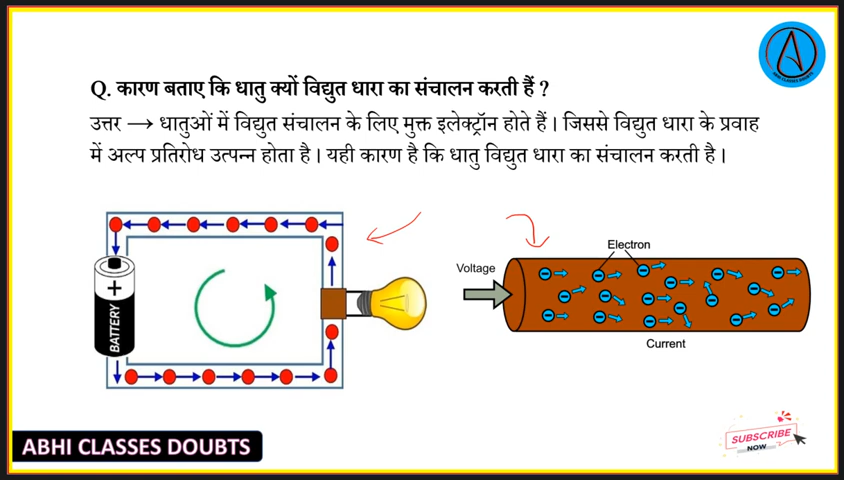 Q. कारण बताए कि धातु क्यों विद्युत धारा का संचालन करती हैं ?
उत्तर → धातुओं में विद्युत संचालन के लिए मुक्त इलेक्ट्रॉन होते हैं। जिससे विद्युत धारा के प्रवाह
में अल्प प्रतिरोध उत्पन्न होता है। यही कारण है कि धातु विद्युत धारा का संचालन करती है।
Electron
Voltage
BATTERY
Current
ABHI CLASSES DOUBTS
SUBSCRIBE
NOW